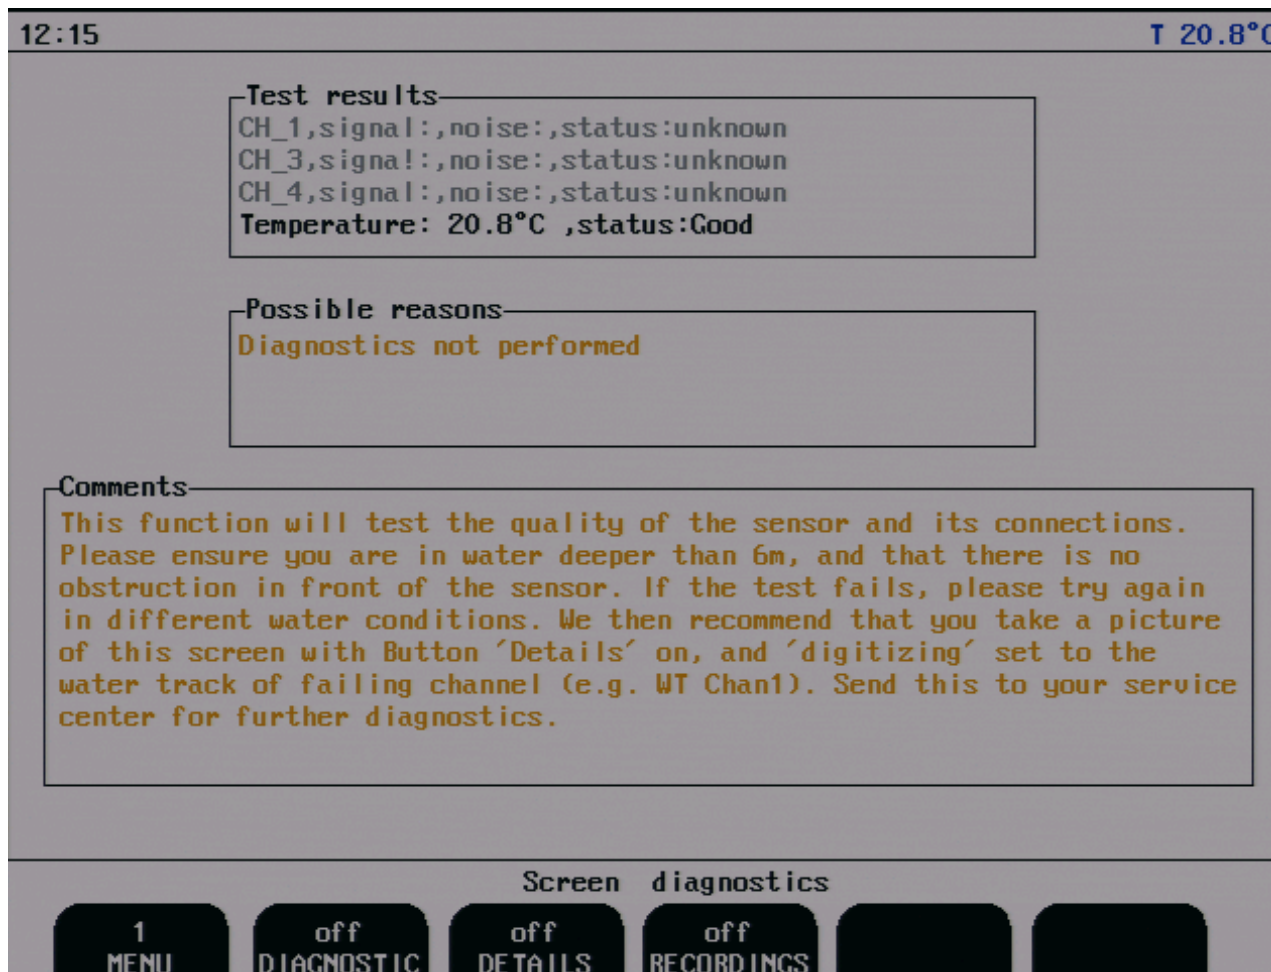 12:15
T 20.8°C
Test results
CH_1,signal:,noise:,status:unknown
CH_3,signal:,noise:,status:unknown
CH_4,signal:,noise:,status:unknown
Temperature: 20.8°C ,status:Good
Possible reasons
Diagnostics not performed
Comments
This function will test the quality of the sensor and its connections.
Please ensure you are in water deeper than 6m, and that there is no
obstruction in front of the sensor. If the test fails, please try again
in different water conditions. We then recommend that you take a picture
of this screen with Button ´Details´ on, and ´digitizing´ set to the
water track of failing channel (e.g. WT Chan1). Send this to your service
center for further diagnostics.
Screen diagnostics
1 off off off
MENU DIAGNOSTIC DETAILS RECORDINGS